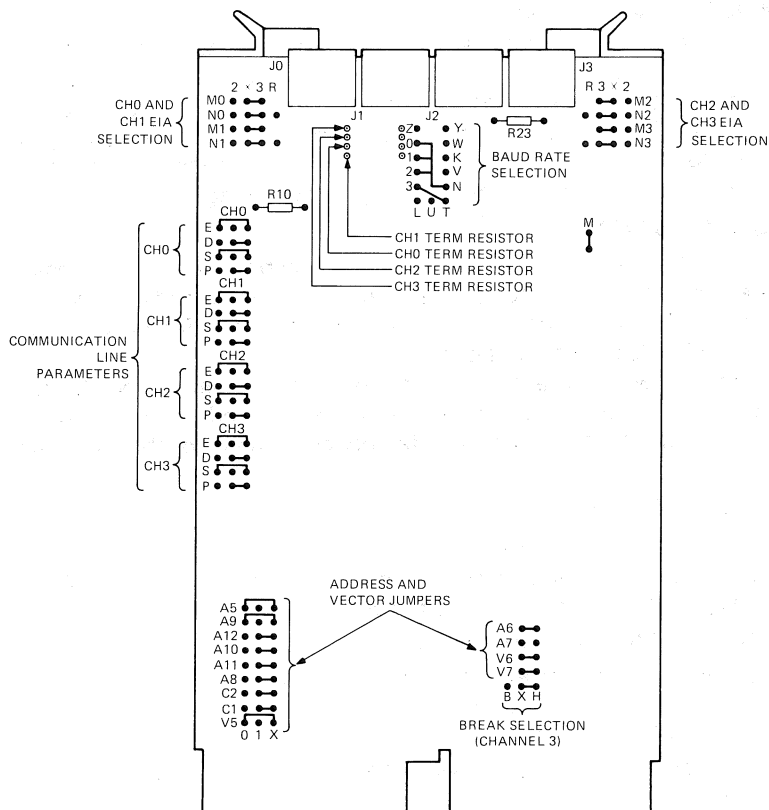 J0
J3
2 x 3 R
R 3 x 2
CH0 AND
CH1 EIA
SELECTION
M0
N0
M1
N1
J1
J2
R23
M2
N2
M3
N3
CH2 AND
CH3 EIA
SELECTION
Z
0
1
2
3
Y
W
K
V
N
L U T
BAUD RATE
SELECTION
R10
M
CH1 TERM RESISTOR
CH0 TERM RESISTOR
CH2 TERM RESISTOR
CH3 TERM RESISTOR
COMMUNICATION
LINE
PARAMETERS
CH0
CH0
E
D
S
P
CH1
CH1
E
D
S
P
CH2
CH2
E
D
S
P
CH3
CH3
E
D
S
P
ADDRESS AND
VECTOR JUMPERS
A5
A9
A12
A10
A11
A8
C2
C1
V5
0 1 X
A6
A7
V6
V7
B X H
BREAK SELECTION
(CHANNEL 3)